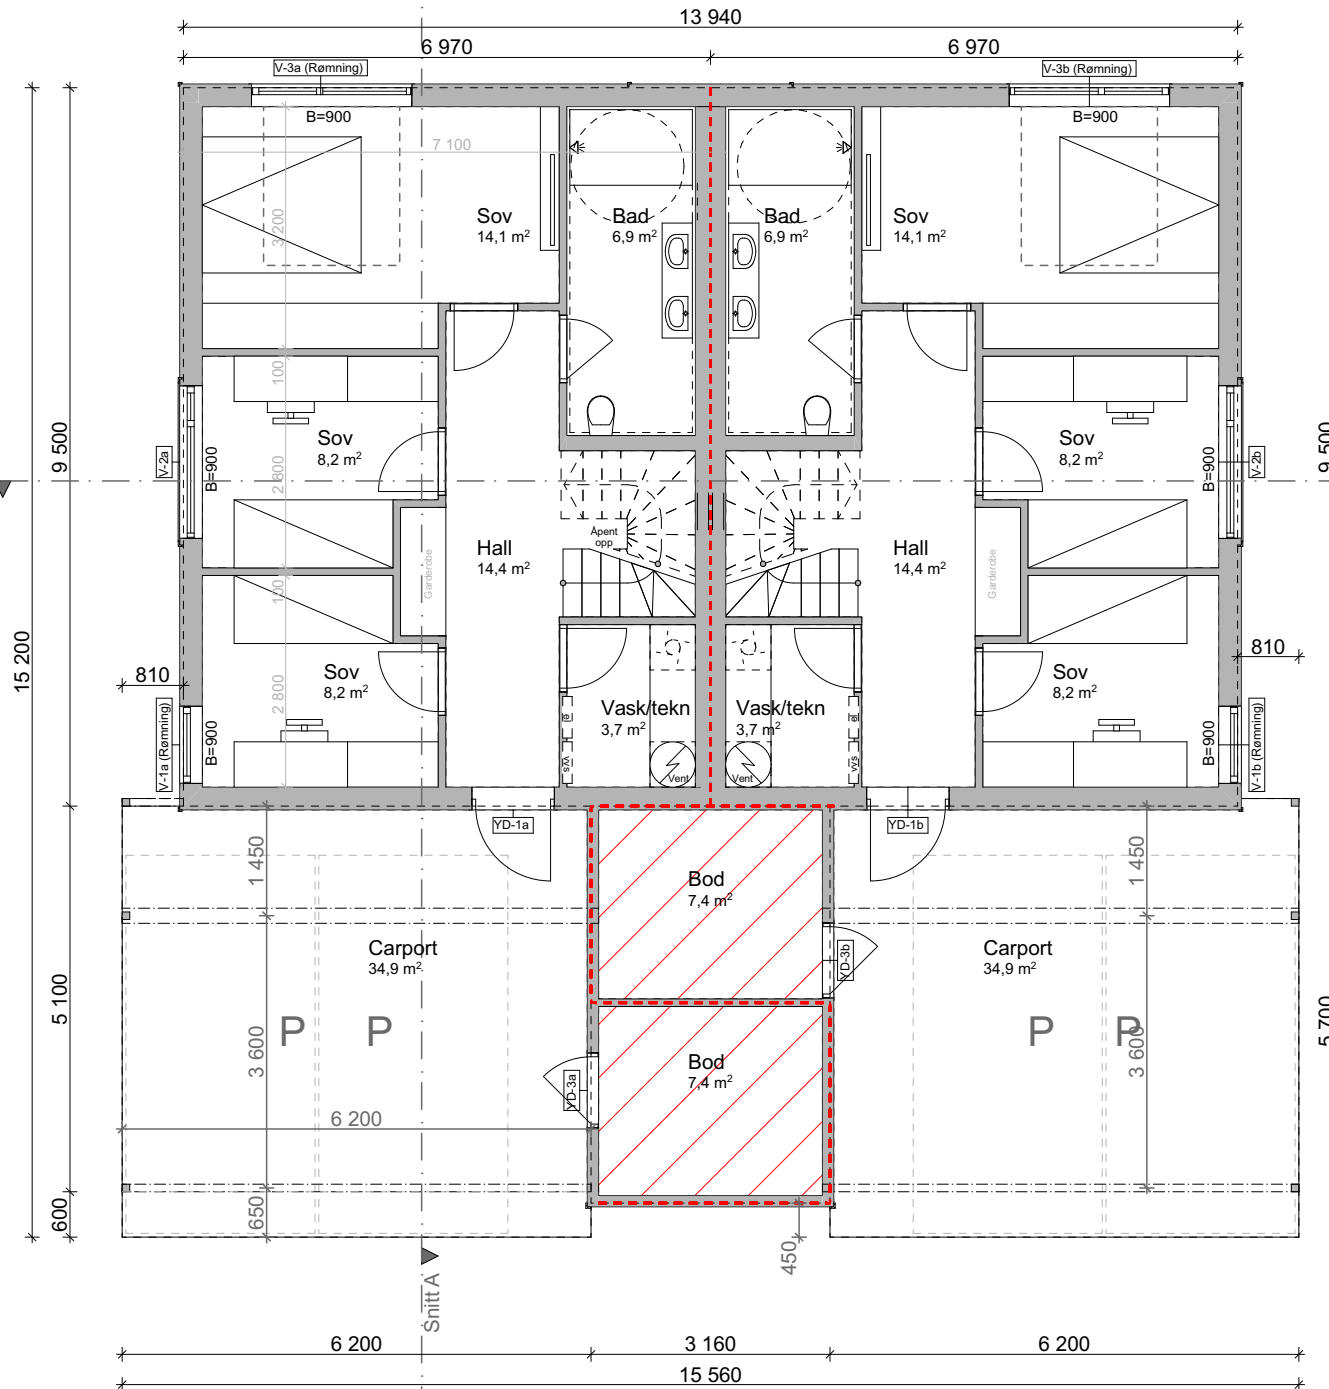 13 940
6 970
6 970
V-3a (Rømning)
V-3b (Rømning)
B=900
B=900
7 100
3 200
Sov
14,1 m²
Bad
6,9 m²
Bad
6,9 m²
Sov
14,1 m²
100
Sov
8,2 m²
Sov
8,2 m²
9 500
9 500
V-2a
B=900
B=900
V-2b
2 800
Åpent
opp
Hall
14,4 m²
Hall
14,4 m²
Garderobe
Garderobe
100
15 200
810
810
Sov
8,2 m²
Sov
8,2 m²
2 800
V-1a (Rømning)
B=900
B=900
V-1b (Rømning)
Vask/tekn
3,7 m²
Vask/tekn
3,7 m²
Vent
Vent
YD-1a
YD-1b
1 450
1 450
Bod
7,4 m²
Carport
34,9 m²
Carport
34,9 m²
YD-3b
5 100
5 700
P
P
P
P
3 600
3 600
Bod
7,4 m²
YD-3a
6 200
600
650
450
Snitt A
6 200
3 160
6 200
15 560